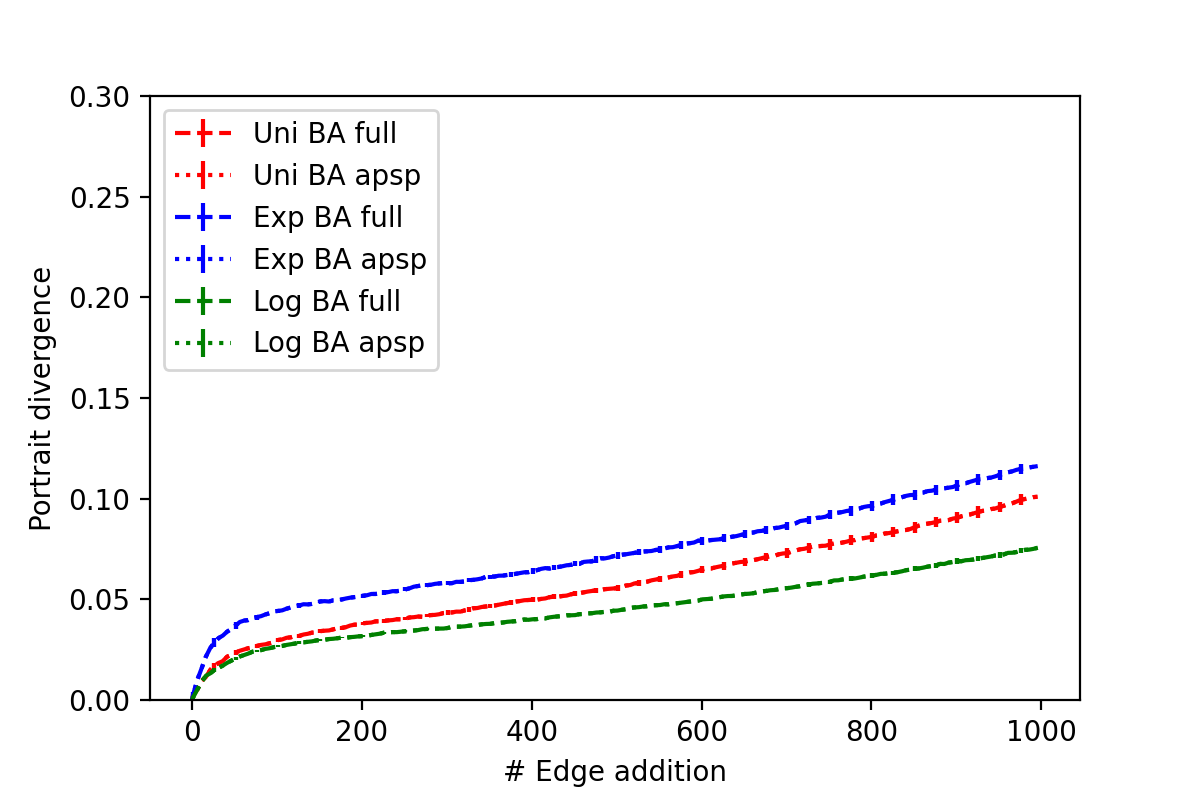 0.30
0.25
0.20
0.15
0.10
0.05
0.00
Portrait divergence
Uni BA full
Uni BA apsp
Exp BA full
Exp BA apsp
Log BA full
Log BA apsp
0 200 400 600 800 1000
# Edge addition